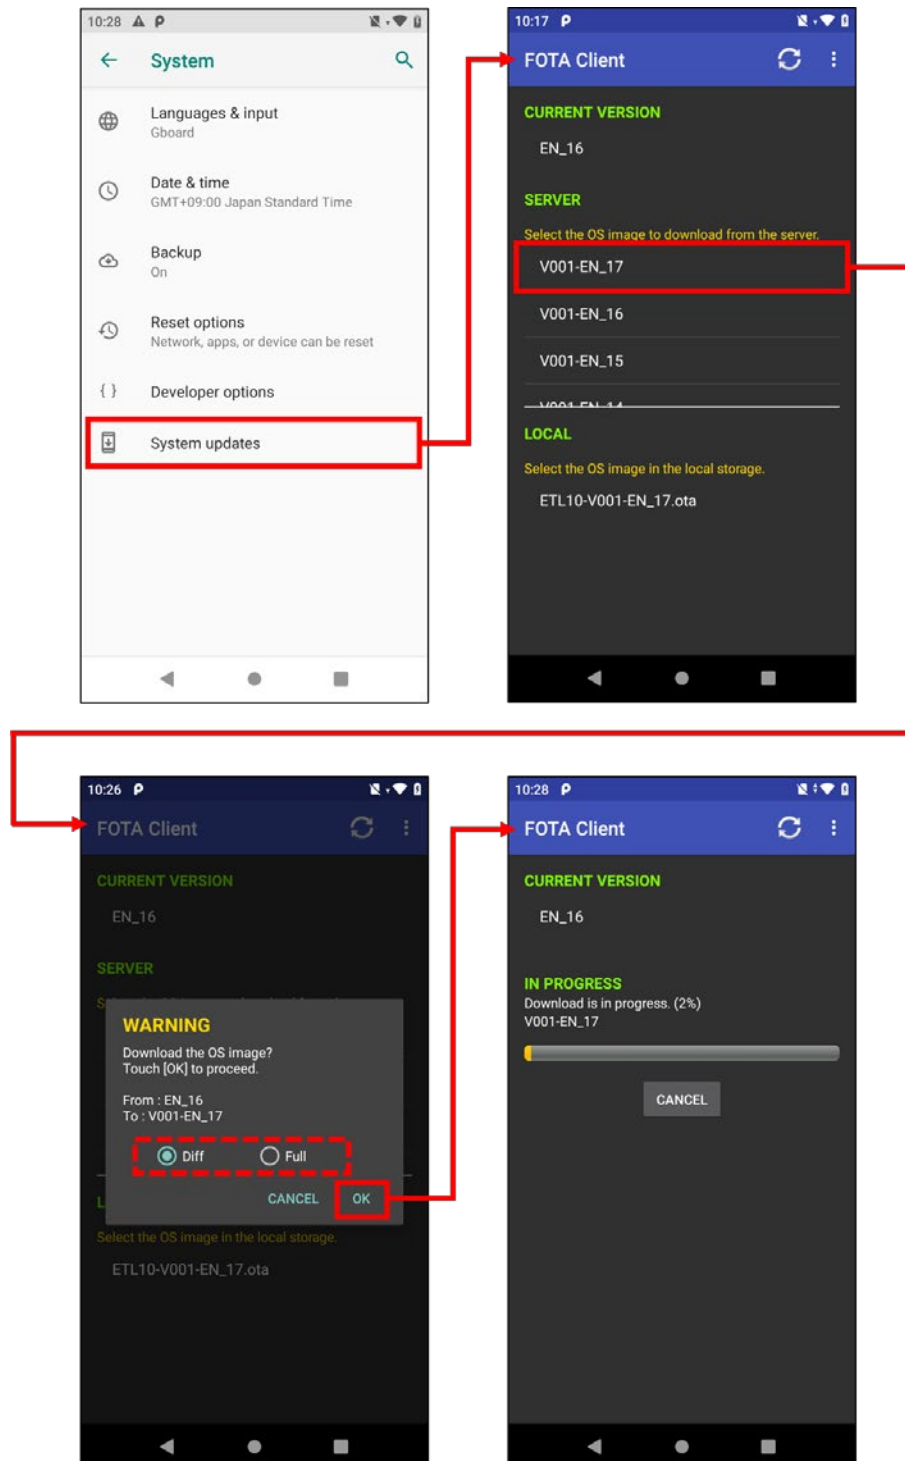 10:28
System
Languages & input
Gboard
Date & time
GMT+09:00 Japan Standard Time
Backup
On
Reset options
Network, apps, or device can be reset
{ } Developer options
System updates
10:17
FOTA Client
CURRENT VERSION
EN_16
SERVER
Select the OS image to download from the server.
V001-EN_17
V001-EN_16
V001-EN_15
V001-EN_14
LOCAL
Select the OS image in the local storage.
ETL10-V001-EN_17.ota
10:26
FOTA Client
CURRENT VERSION
EN_16
SERVER
WARNING
Download the OS image?
Touch [OK] to proceed.
From : EN_16
To : V001-EN_17
Diff Full
CANCEL OK
Select the OS image in the local storage.
ETL10-V001-EN_17.ota
10:28
FOTA Client
CURRENT VERSION
EN_16
IN PROGRESS
Download is in progress. (2%)
V001-EN_17
CANCEL